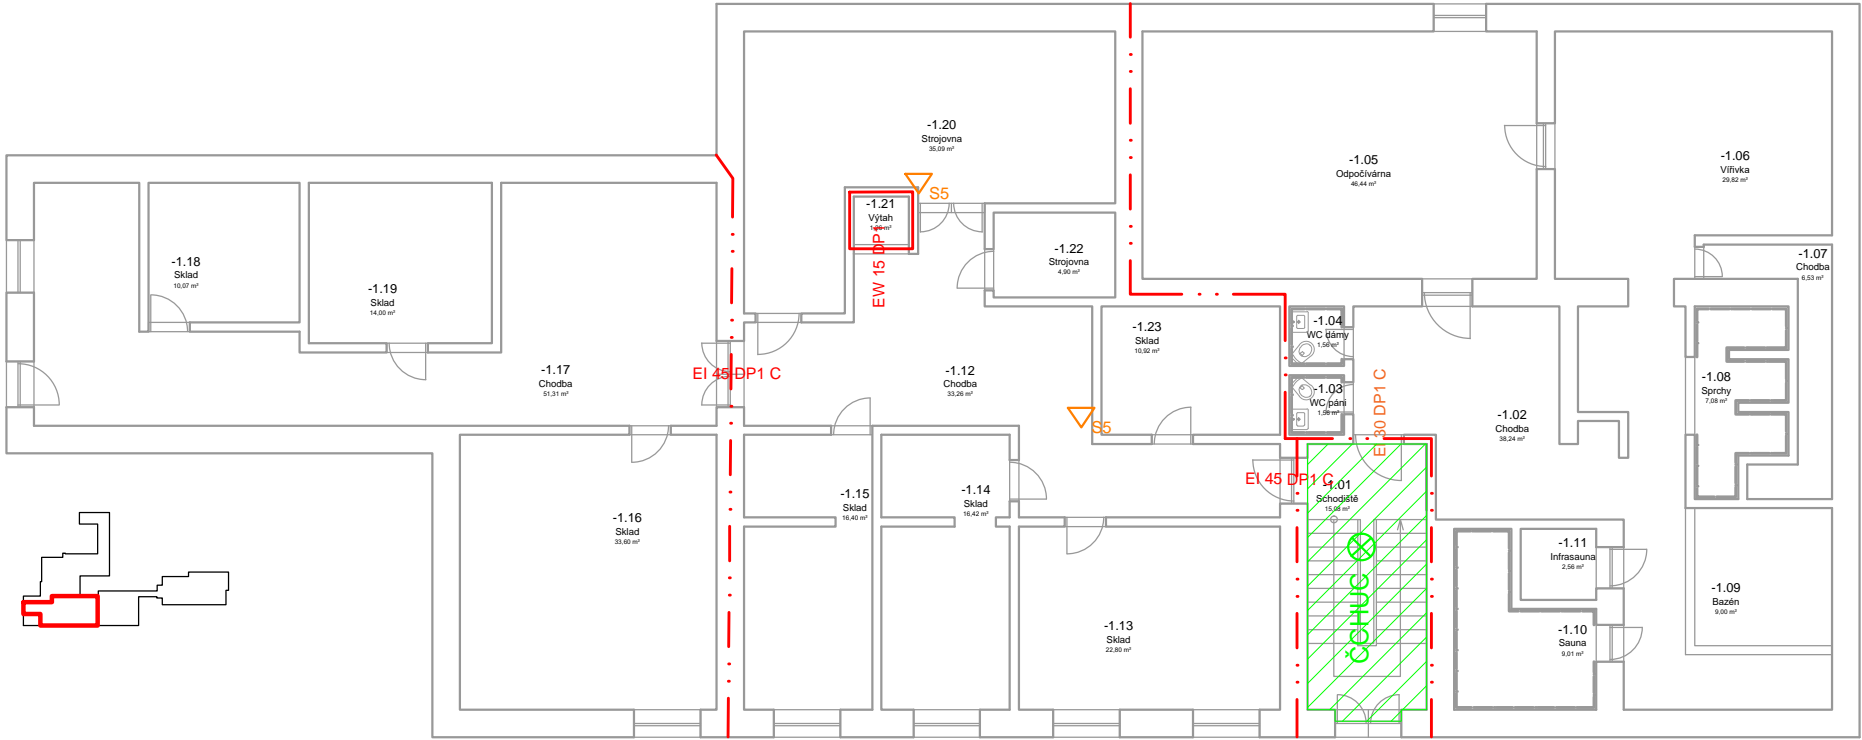 -1.20
Strojovna
35,09 m²
-1.05
Odpočívárna
46,44 m²
-1.06
Vířivka
29,82 m²
S5
-1.21
Výtah
EW 15 DP1
-1.22
Strojovna
4,90 m²
-1.07
Chodba
6,53 m²
-1.18
Sklad
10,07 m²
-1.19
Sklad
14,00 m²
-1.23
Sklad
10,92 m²
-1.04
WC dámy
1,56 m²
-1.17
Chodba
51,31 m²
EI 45 DP1 C
-1.12
Chodba
33,26 m²
-1.03
WC páni
1,56 m²
EI 30 DP1 C
-1.08
Sprchy
7,08 m²
-1.02
Chodba
38,24 m²
S5
EI 45 DP1 C
-1.01
Schodiště
-1.15
Sklad
16,40 m²
-1.14
Sklad
16,42 m²
-1.16
Sklad
33,60 m²
ČCHÚC
-1.11
Infrasauna
2,56 m²
-1.09
Bazén
9,00 m²
-1.13
Sklad
22,80 m²
-1.10
Sauna
9,01 m²